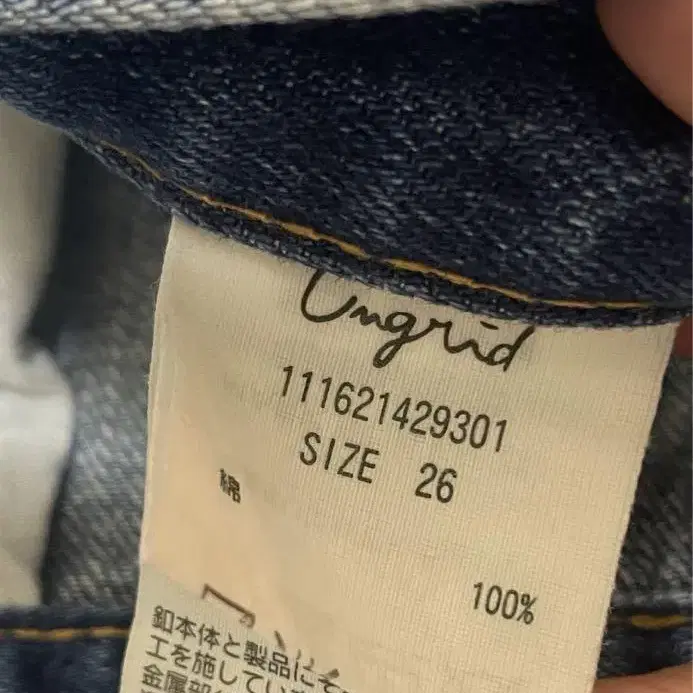 Ungrid
111621429301
SIZE 26
綿
100%
釦本体と製品にそ
工を施してい
金属部